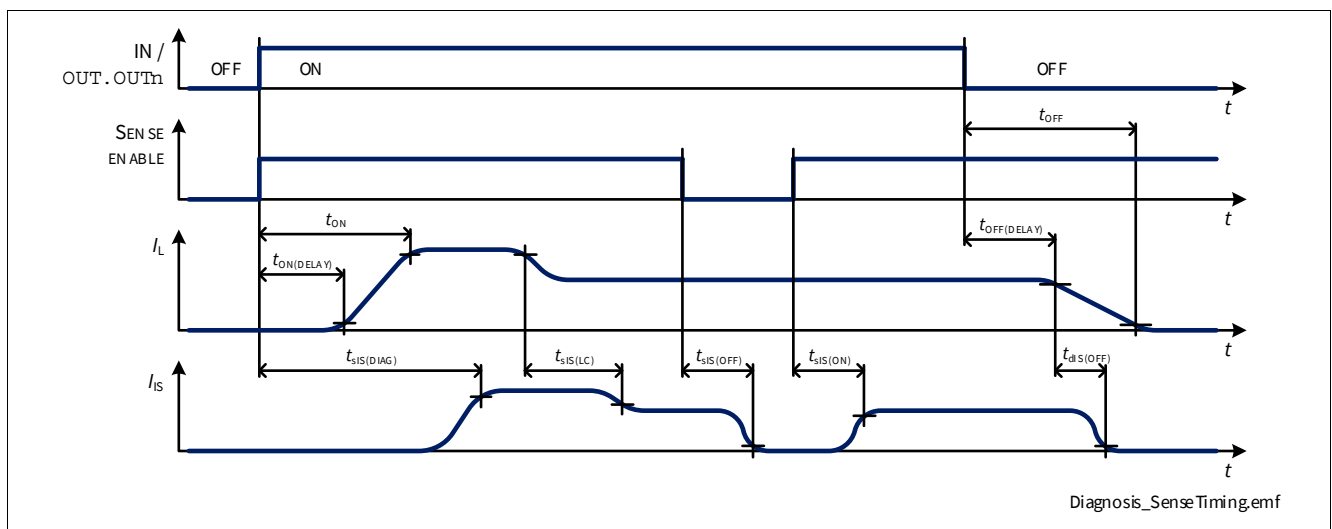 IN /
OUT.OUTn
OFF
ON
OFF
t
SENSE
ENABLE
tOFF
t
IL
tON
tON(DELAY)
tOFF(DELAY)
t
IIS
tsIS(DIAG)
tsIS(LC)
tsIS(OFF)
tsIS(ON)
tdIS(OFF)
t
Diagnosis_SenseTiming.emf